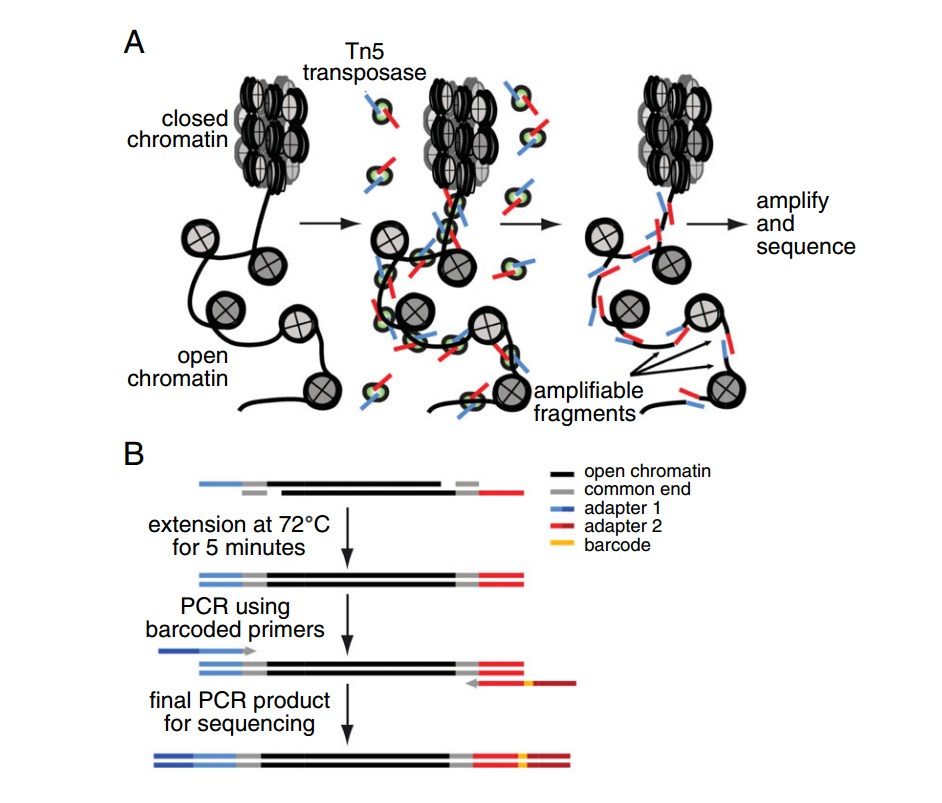 A
Tn5
transposase
closed
chromatin
amplify
and
sequence
open
chromatin
amplifiable
fragments
B
open chromatin
common end
adapter 1
adapter 2
barcode
extension at 72°C
for 5 minutes
PCR using
barcoded primers
final PCR product
for sequencing